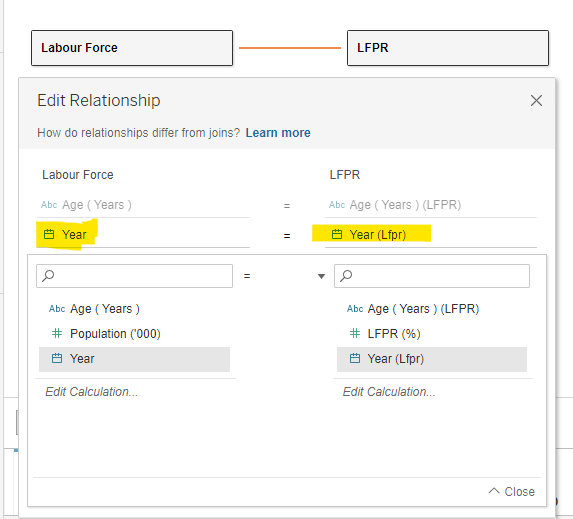 Labour Force LFPR
Edit Relationship
How do relationships differ from joins? Learn more
Labour Force LFPR
Abc Age ( Years ) = Abc Age ( Years ) (LFPR)
Year = Year (Lfpr)
=
Abc Age ( Years ) Abc Age ( Years ) (LFPR)
# Population ('000) # LFPR (%)
Year Year (Lfpr)
Edit Calculation... Edit Calculation...
Close